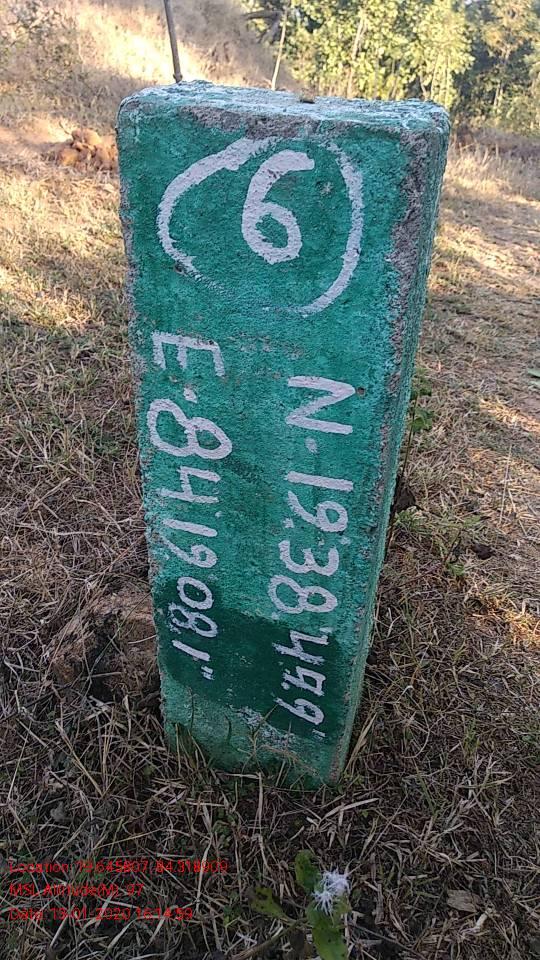 6
N-19.38'44.9"
E-84.19'08.1"
Location: 19.645807, 84.318909
MSL Altitude(M): 97
Date: 13-01-2020 16:14:59